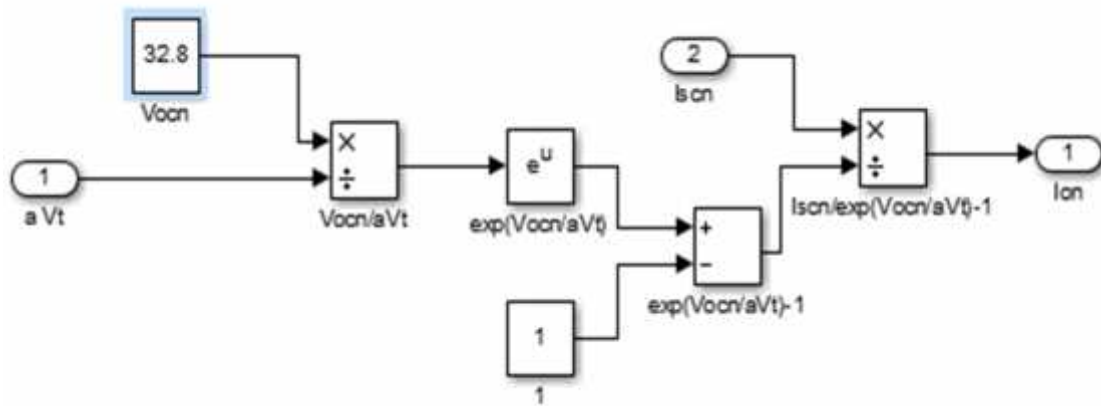 32.8
Vocn
2
Iscn
×
÷
Vocn/aVt
1
a Vt
e^u
exp(Vocn/aVt)
×
÷
Iscn/exp(Vocn/aVt)-1
1
Ion
+
−
exp(Vocn/aVt)-1
1
1